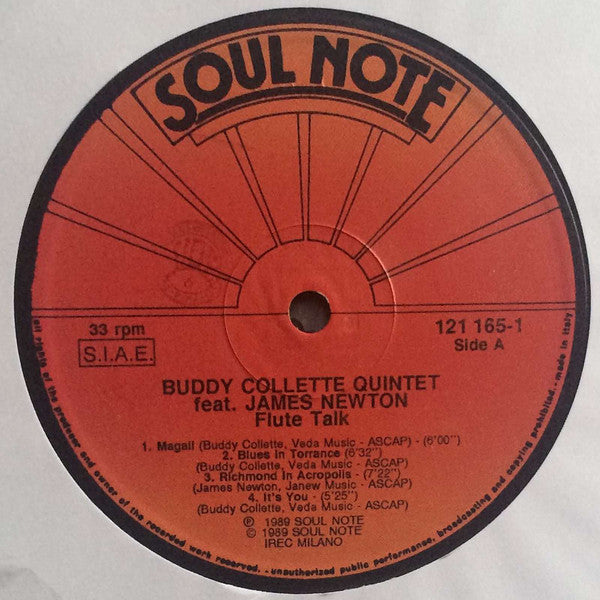 SOUL NOTE
33 rpm
S.I.A.E.
121 165-1
Side A
BUDDY COLLETTE QUINTET
feat. JAMES NEWTON
Flute Talk
1. Magali (Buddy Collette, Veda Music - ASCAP) - (6'00")
2. Blues in Torrance (6'32")
(Buddy Collette, Veda Music - ASCAP)
3. Richmond in Acropolis - (7'22")
(James Newton, Janew Music - ASCAP)
4. It's You - (5'25")
(Buddy Collette, Veda Music - ASCAP)
℗ 1989 SOUL NOTE
© 1989 SOUL NOTE
IREC MILANO
all rights of the producer and owner of the recorded work reserved. - unauthorized public performance, broadcasting and copying prohibited. - made in italy